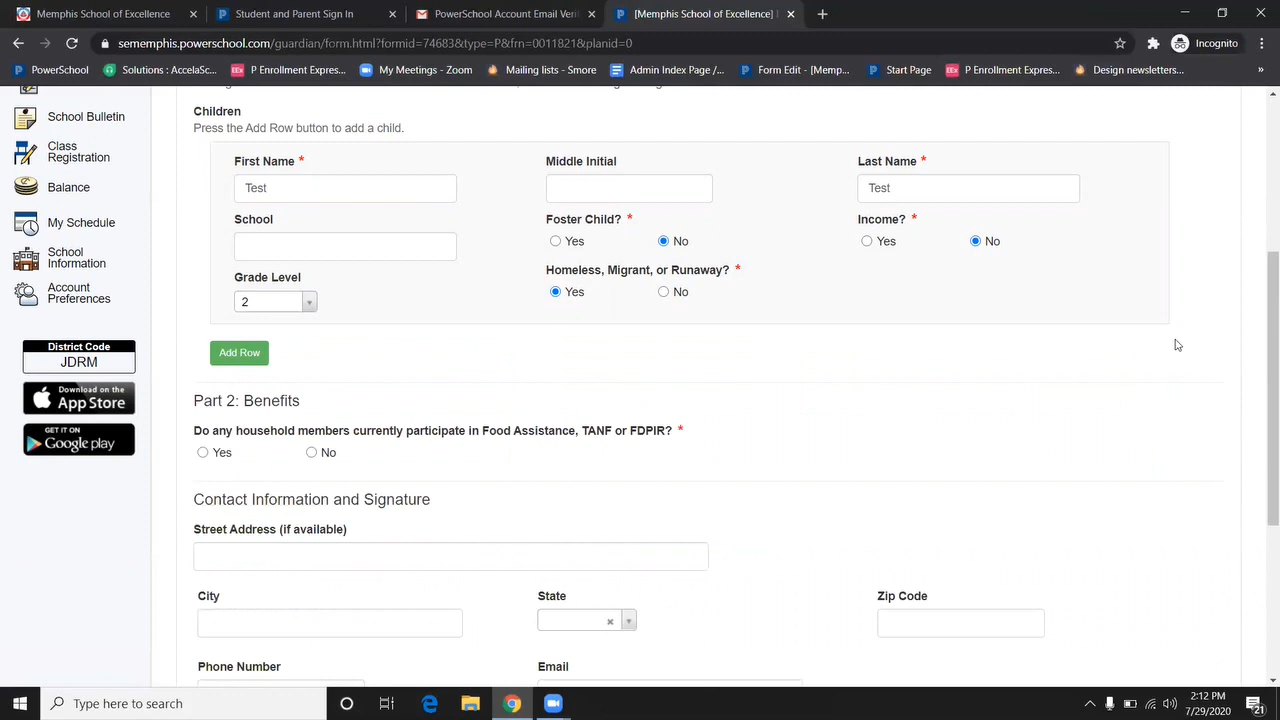 Memphis School of Excellence
Student and Parent Sign In
PowerSchool Account Email Veri
[Memphis School of Excellence] |
sememphis.powerschool.com/guardian/form.html?formid=74683&type=P&frn=0011821&planid=0
Incognito
PowerSchool
Solutions : AccelaSc...
P Enrollment Expres...
My Meetings - Zoom
Mailing lists - Smore
Admin Index Page /...
Form Edit - [Memp...
Start Page
P Enrollment Expres...
Design newsletters...
School Bulletin
Class
Registration
Balance
My Schedule
School
Information
Account
Preferences
District Code
JDRM
Download on the
App Store
GET IT ON
Google play
Children
Press the Add Row button to add a child.
First Name *
Middle Initial
Last Name *
Test
Test
School
Foster Child? *
Income? *
Yes
No
Yes
No
Grade Level
Homeless, Migrant, or Runaway? *
2
Yes
No
Add Row
Part 2: Benefits
Do any household members currently participate in Food Assistance, TANF or FDPIR? *
Yes
No
Contact Information and Signature
Street Address (if available)
City
State
Zip Code
Phone Number
Email
Type here to search
2:12 PM
7/29/2020
21